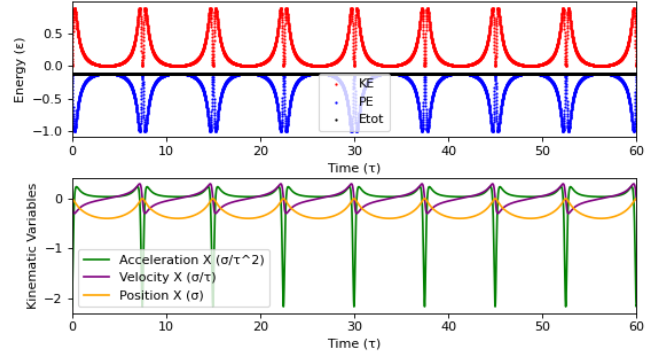 Energy (ε)
0.5
0.0
−0.5
−1.0
KE
PE
Etot
0 10 20 30 40 50 60
Time (τ)
Kinematic Variables
0
−1
−2
Acceleration X (σ/τ^2)
Velocity X (σ/τ)
Position X (σ)
0 10 20 30 40 50 60
Time (τ)